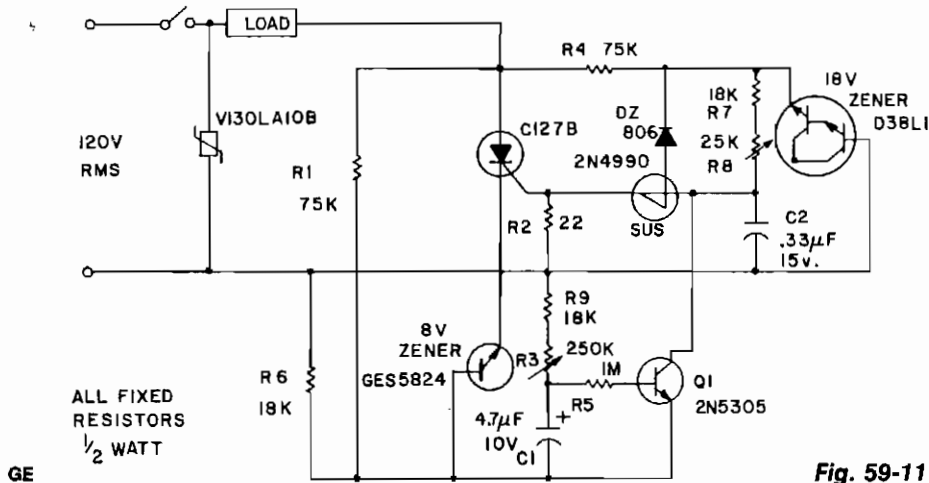 LOAD
R4 75K
18V
ZENER
D38L1
18K
R7
25K
R8
DZ
806
2N4990
SUS
C127B
V130LA10B
120V
RMS
R1
75K
R2
22
C2
.33µF
15v.
R9
18K
R3
250K
1M
R5
8V
ZENER
GES5824
Q1
2N5305
R6
18K
4.7µF
10V
+
C1
ALL FIXED
RESISTORS
1/2 WATT
GE
Fig. 59-11